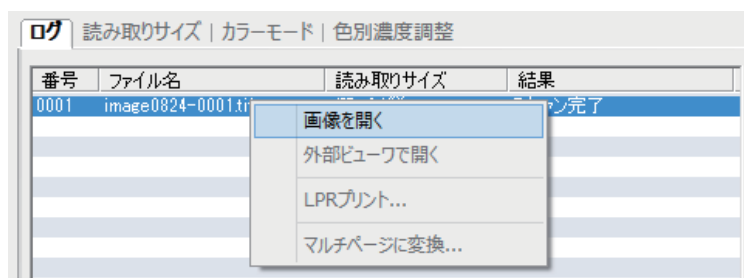 ログ 読み取りサイズ | カラーモード | 色別濃度調整
番号 ファイル名 読み取りサイズ 結果
0001 image0824-0001.ti ン完了
画像を開く
外部ビューワで開く
LPRプリント...
マルチページに変換...